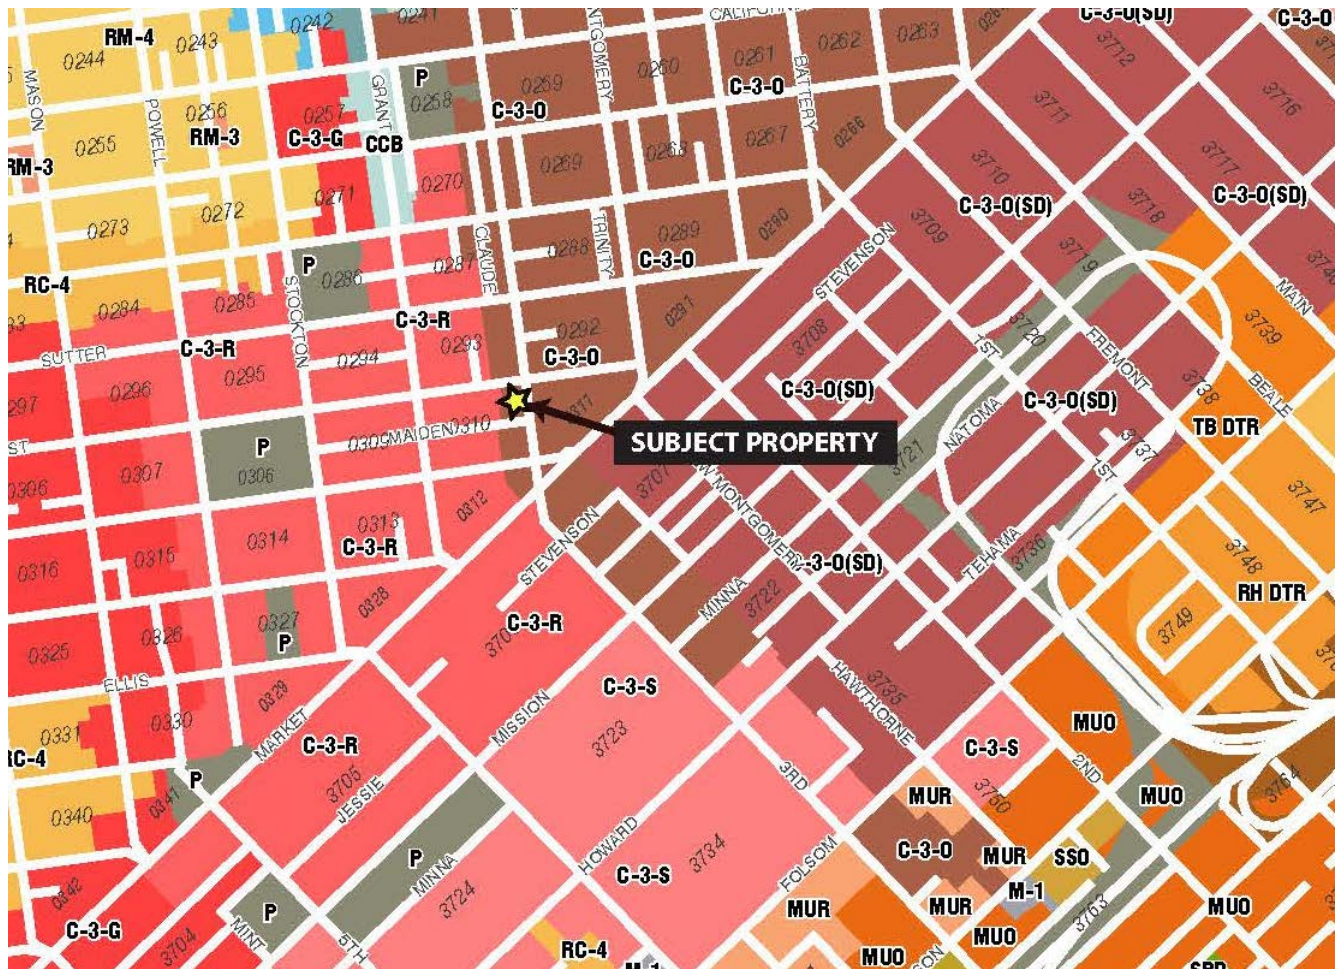 0242
0241
CALIFORN
C-3-O(SD)
C-3-O
RM-4
0243
0244
MASON
POWELL
GRANT
P
0258
0259
NTGOMERY
0260
0261
0262
0263
BATTERY
C-3-O
C-3-O
3712
3716
3711
0256
RM-3
0257
C-3-G
CCB
0255
RM-3
0269
0268
0267
0266
3710
3717
C-3-O(SD)
C-3-O(SD)
0271
0270
0272
0273
3709
3718
3719
CLAUDE
TRINITY
0288
0289
0290
C-3-O
STEVENSON
RC-4
P
0286
0287
STOCKTON
0284
0285
MAIN
3739
3720
FREMONT
1ST
0291
3708
C-3-R
C-3-R
SUTTER
0292
C-3-O
0293
0294
0295
0296
C-3-O(SD)
C-3-O(SD)
3738
BEALE
TB DTR
SUBJECT PROPERTY
MAIDEN
0310
0309
P
0306
0307
NATOMA
3721
3737
1ST
3707
W MONTGOMERY
3747
0312
0313
C-3-R
0314
0315
0316
STEVENSON
C-3-O(SD)
TEHAMA
3736
3748
RH DTR
MINNA
3722
3749
0328
0327
P
0326
0325
C-3-R
ELLIS
0329
0330
0331
RC-4
MARKET
C-3-S
3735
HAWTHORNE
MISSION
3723
C-3-R
3705
JESSIE
MUO
C-3-S
3750
2ND
3RD
P
0341
0340
MUR
MUO
3764
HOWARD
3734
C-3-O
MUR
SSO
P
MINNA
C-3-S
FOLSOM
M-1
0342
3724
P
MINT
C-3-G
3704
5TH
MUR
MUR
3763
MUO
MUO
RC-4
MUO